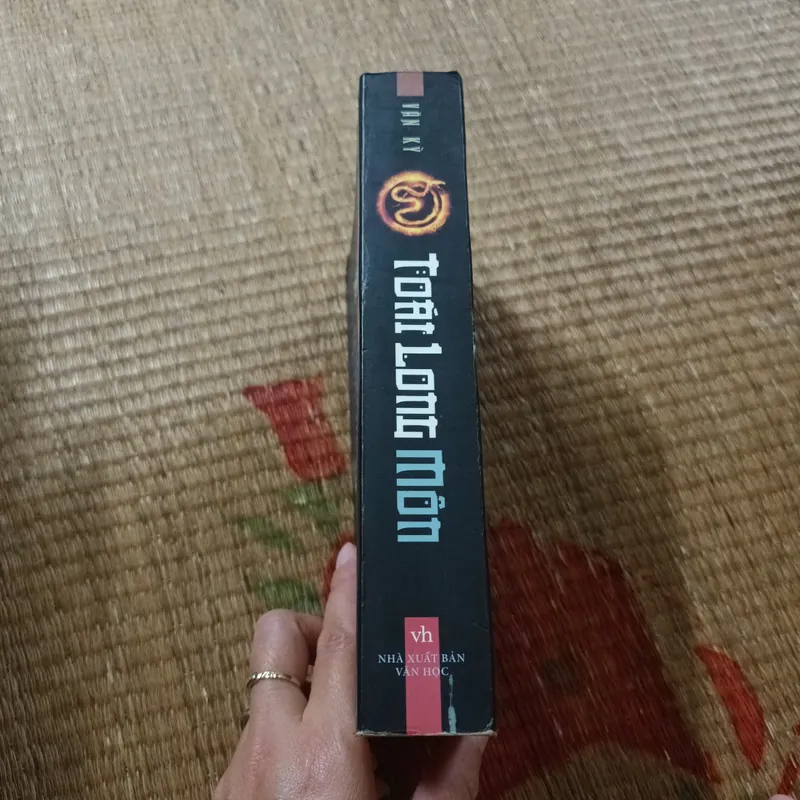 VÂN KỲ
TOÁI LONG MÔN
vh
NHÀ XUẤT BẢN
VĂN HỌC